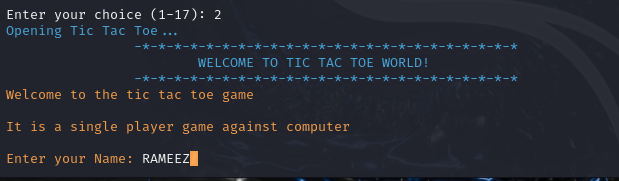 Enter your choice (1-17): 2
Opening Tic Tac Toe...
-*-*-*-*-*-*-*-*-*-*-*-*-*-*-*-*-*-*-*-*-*-*-*-*
WELCOME TO TIC TAC TOE WORLD!
-*-*-*-*-*-*-*-*-*-*-*-*-*-*-*-*-*-*-*-*-*-*-*-*
Welcome to the tic tac toe game
It is a single player game against computer
Enter your Name: RAMEEZ